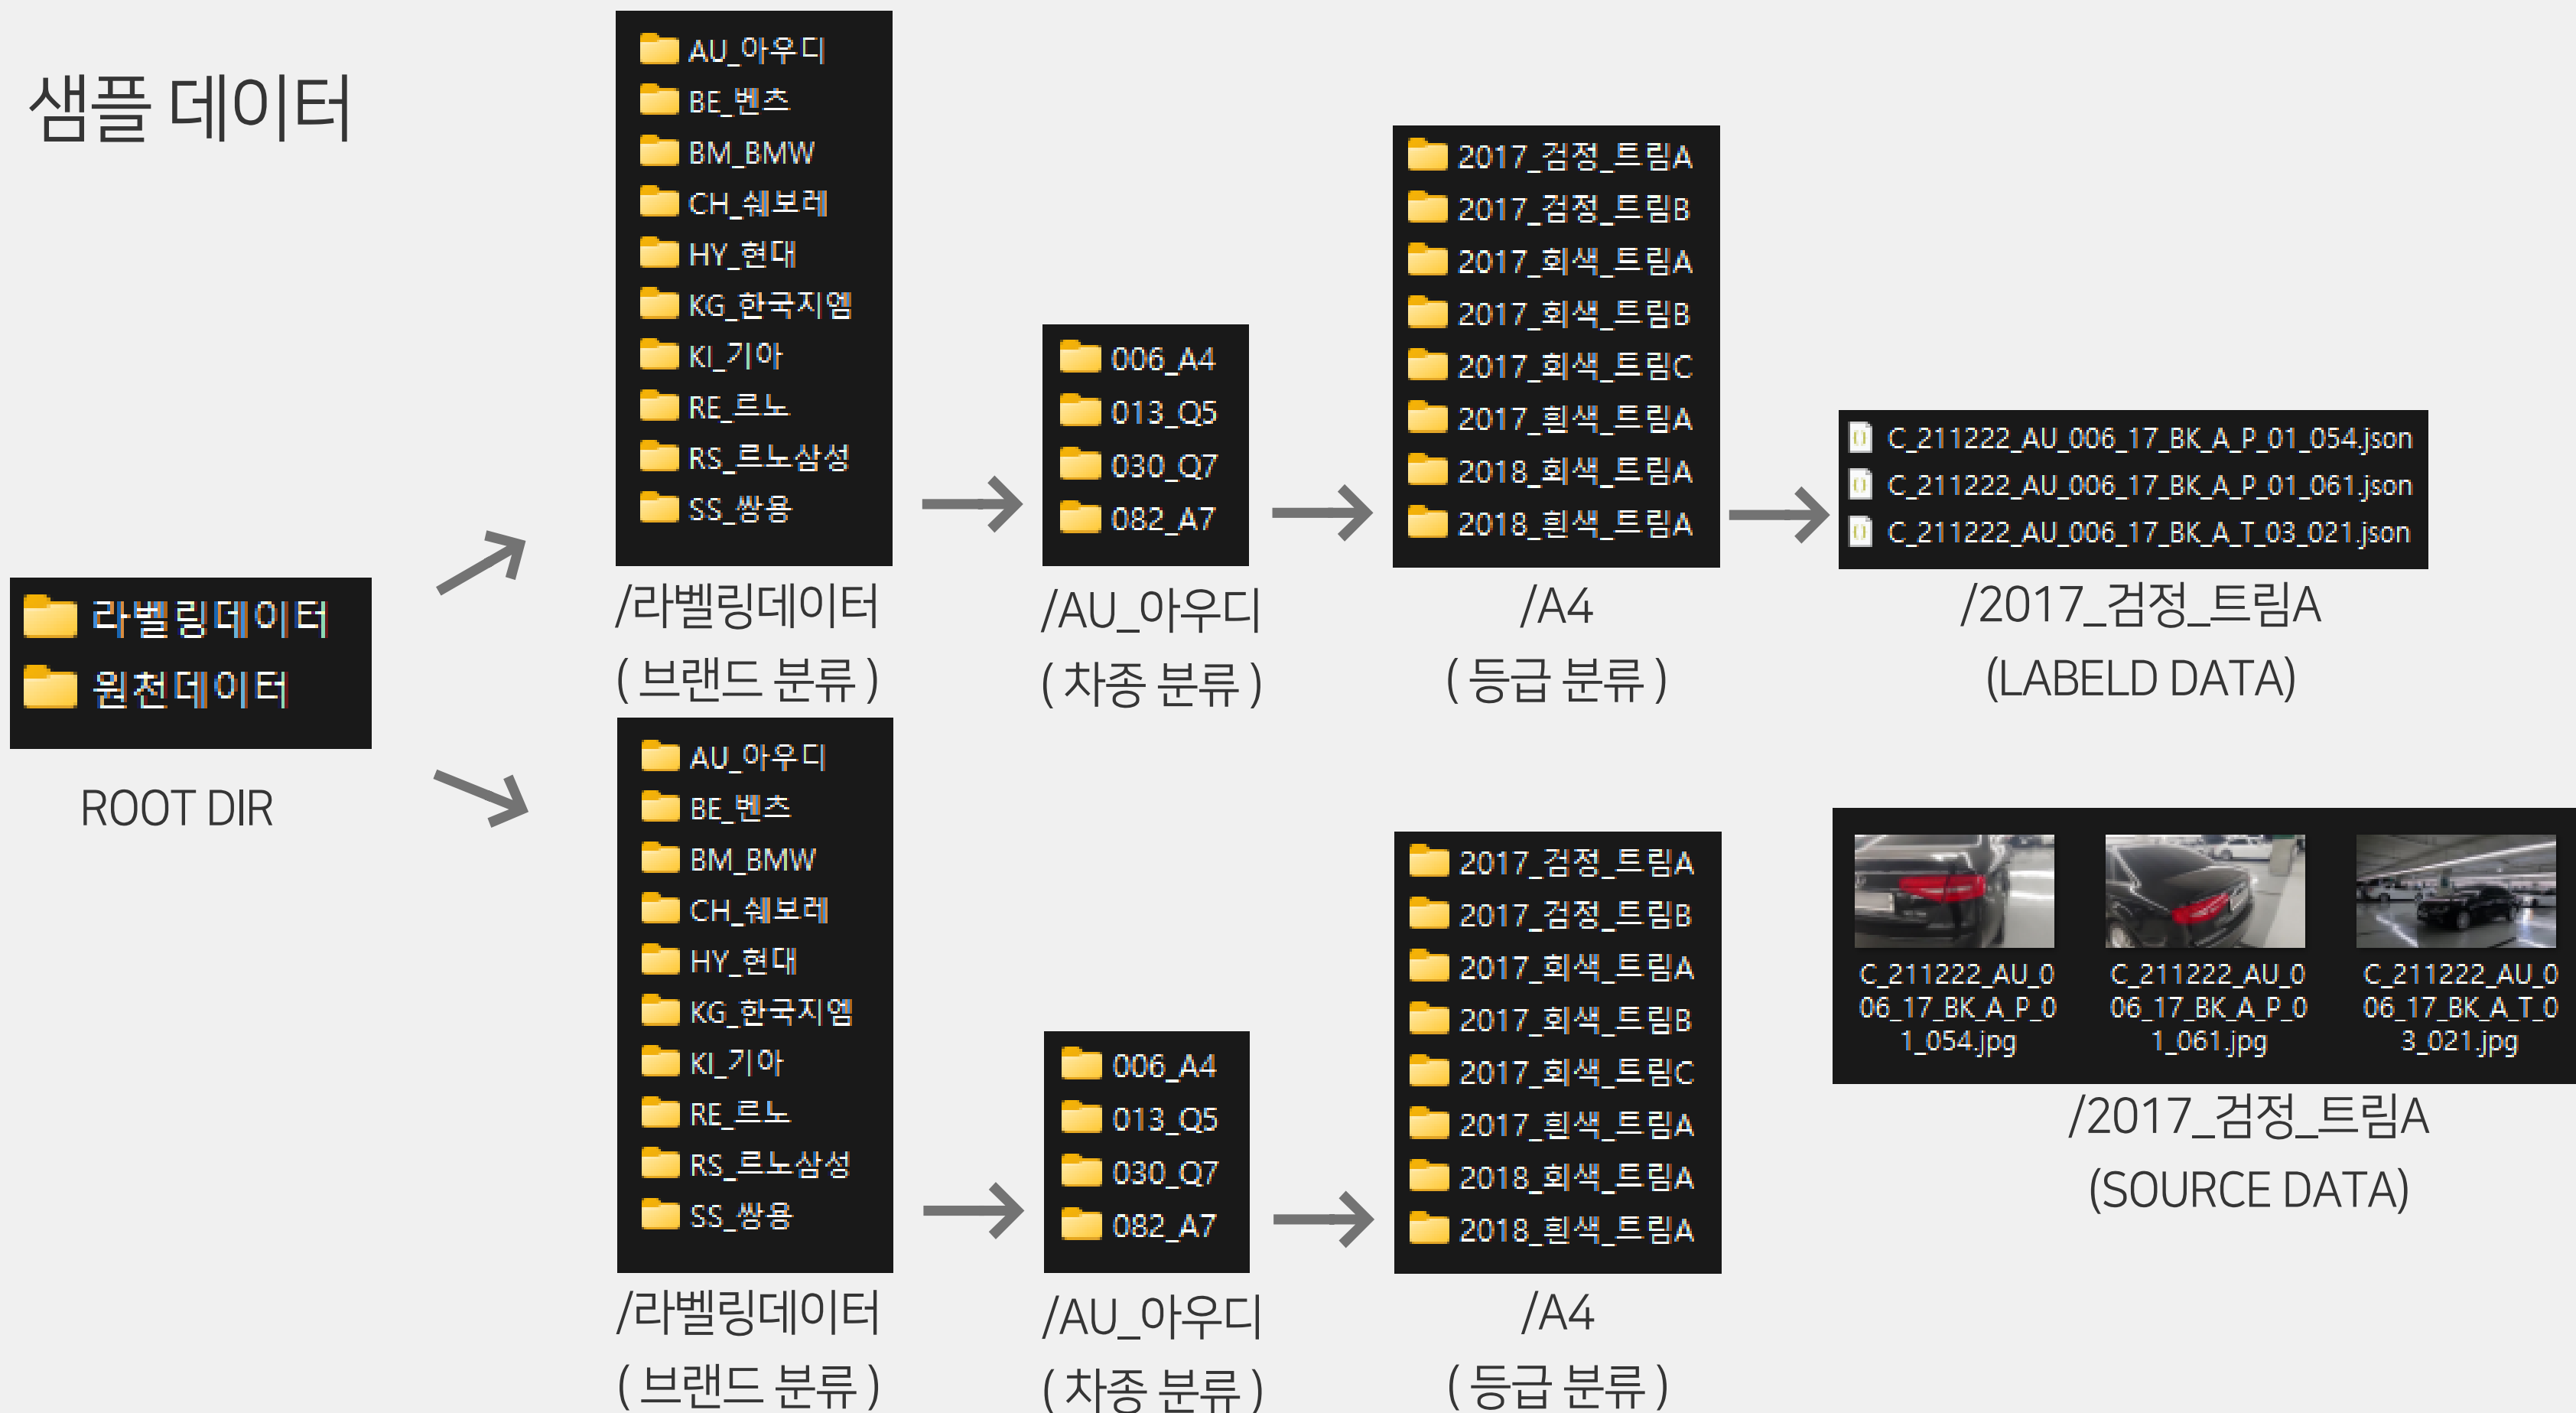 샘플 데이터
라벨링데이터
원천데이터
ROOT DIR
AU_아우디
BE_벤츠
BM_BMW
CH_쉐보레
HY_현대
KG_한국지엠
KI_기아
RE_르노
RS_르노삼성
SS_쌍용
/라벨링데이터
( 브랜드 분류 )
006_A4
013_Q5
030_Q7
082_A7
/AU_아우디
( 차종 분류 )
2017_검정_트림A
2017_검정_트림B
2017_회색_트림A
2017_회색_트림B
2017_회색_트림C
2017_흰색_트림A
2018_회색_트림A
2018_흰색_트림A
/A4
( 등급 분류 )
C_211222_AU_006_17_BK_A_P_01_054.json
C_211222_AU_006_17_BK_A_P_01_061.json
C_211222_AU_006_17_BK_A_T_03_021.json
/2017_검정_트림A
(LABELD DATA)
AU_아우디
BE_벤츠
BM_BMW
CH_쉐보레
HY_현대
KG_한국지엠
KI_기아
RE_르노
RS_르노삼성
SS_쌍용
/라벨링데이터
( 브랜드 분류 )
006_A4
013_Q5
030_Q7
082_A7
/AU_아우디
( 차종 분류 )
2017_검정_트림A
2017_검정_트림B
2017_회색_트림A
2017_회색_트림B
2017_회색_트림C
2017_흰색_트림A
2018_회색_트림A
2018_흰색_트림A
/A4
( 등급 분류 )
C_211222_AU_0
06_17_BK_A_P_0
1_054.jpg
C_211222_AU_0
06_17_BK_A_P_0
1_061.jpg
C_211222_AU_0
06_17_BK_A_T_0
3_021.jpg
/2017_검정_트림A
(SOURCE DATA)